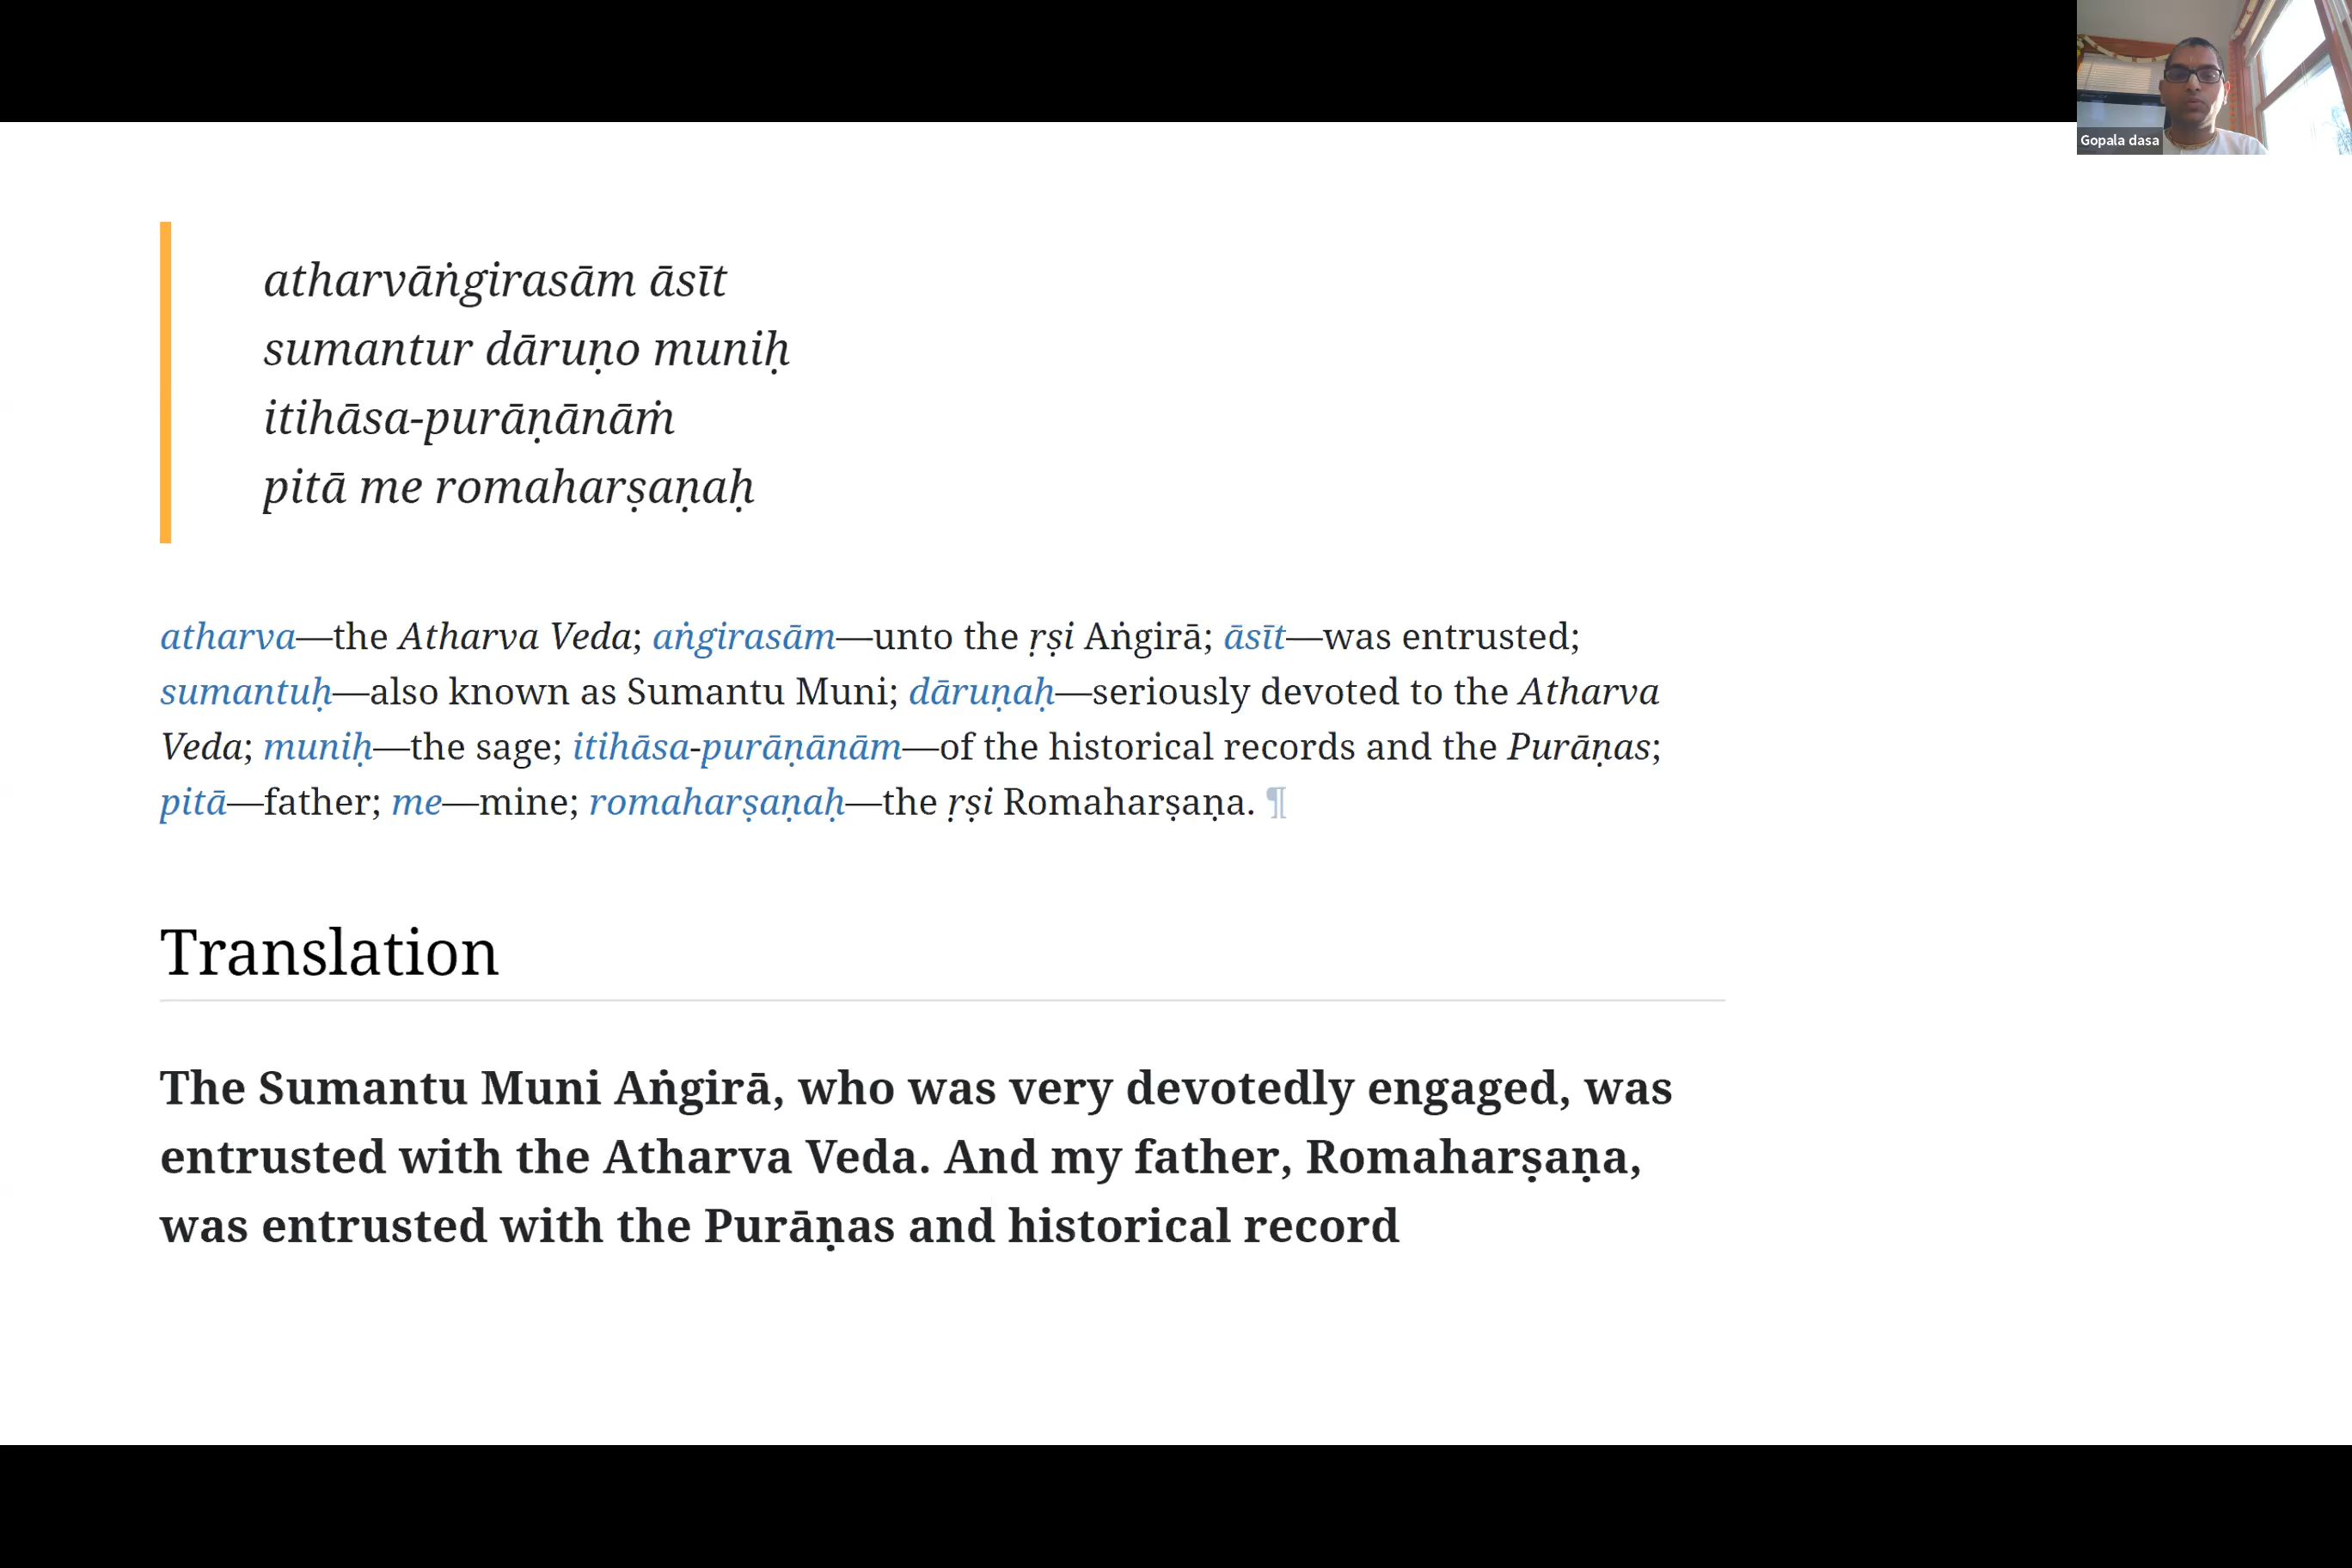 Gopala dasa
atharvāṅgirasām āsīt
sumantur dāruṇo muniḥ
itihāsa-purāṇānāṁ
pitā me romaharṣaṇaḥ
atharva—the Atharva Veda; aṅgirasām—unto the ṛṣi Aṅgirā; āsīt—was entrusted;
sumantuḥ—also known as Sumantu Muni; dāruṇaḥ—seriously devoted to the Atharva
Veda; muniḥ—the sage; itihāsa-purāṇānām—of the historical records and the Purāṇas;
pitā—father; me—mine; romaharṣaṇaḥ—the ṛṣi Romaharṣaṇa. ¶
Translation
The Sumantu Muni Aṅgirā, who was very devotedly engaged, was
entrusted with the Atharva Veda. And my father, Romaharṣaṇa,
was entrusted with the Purāṇas and historical record